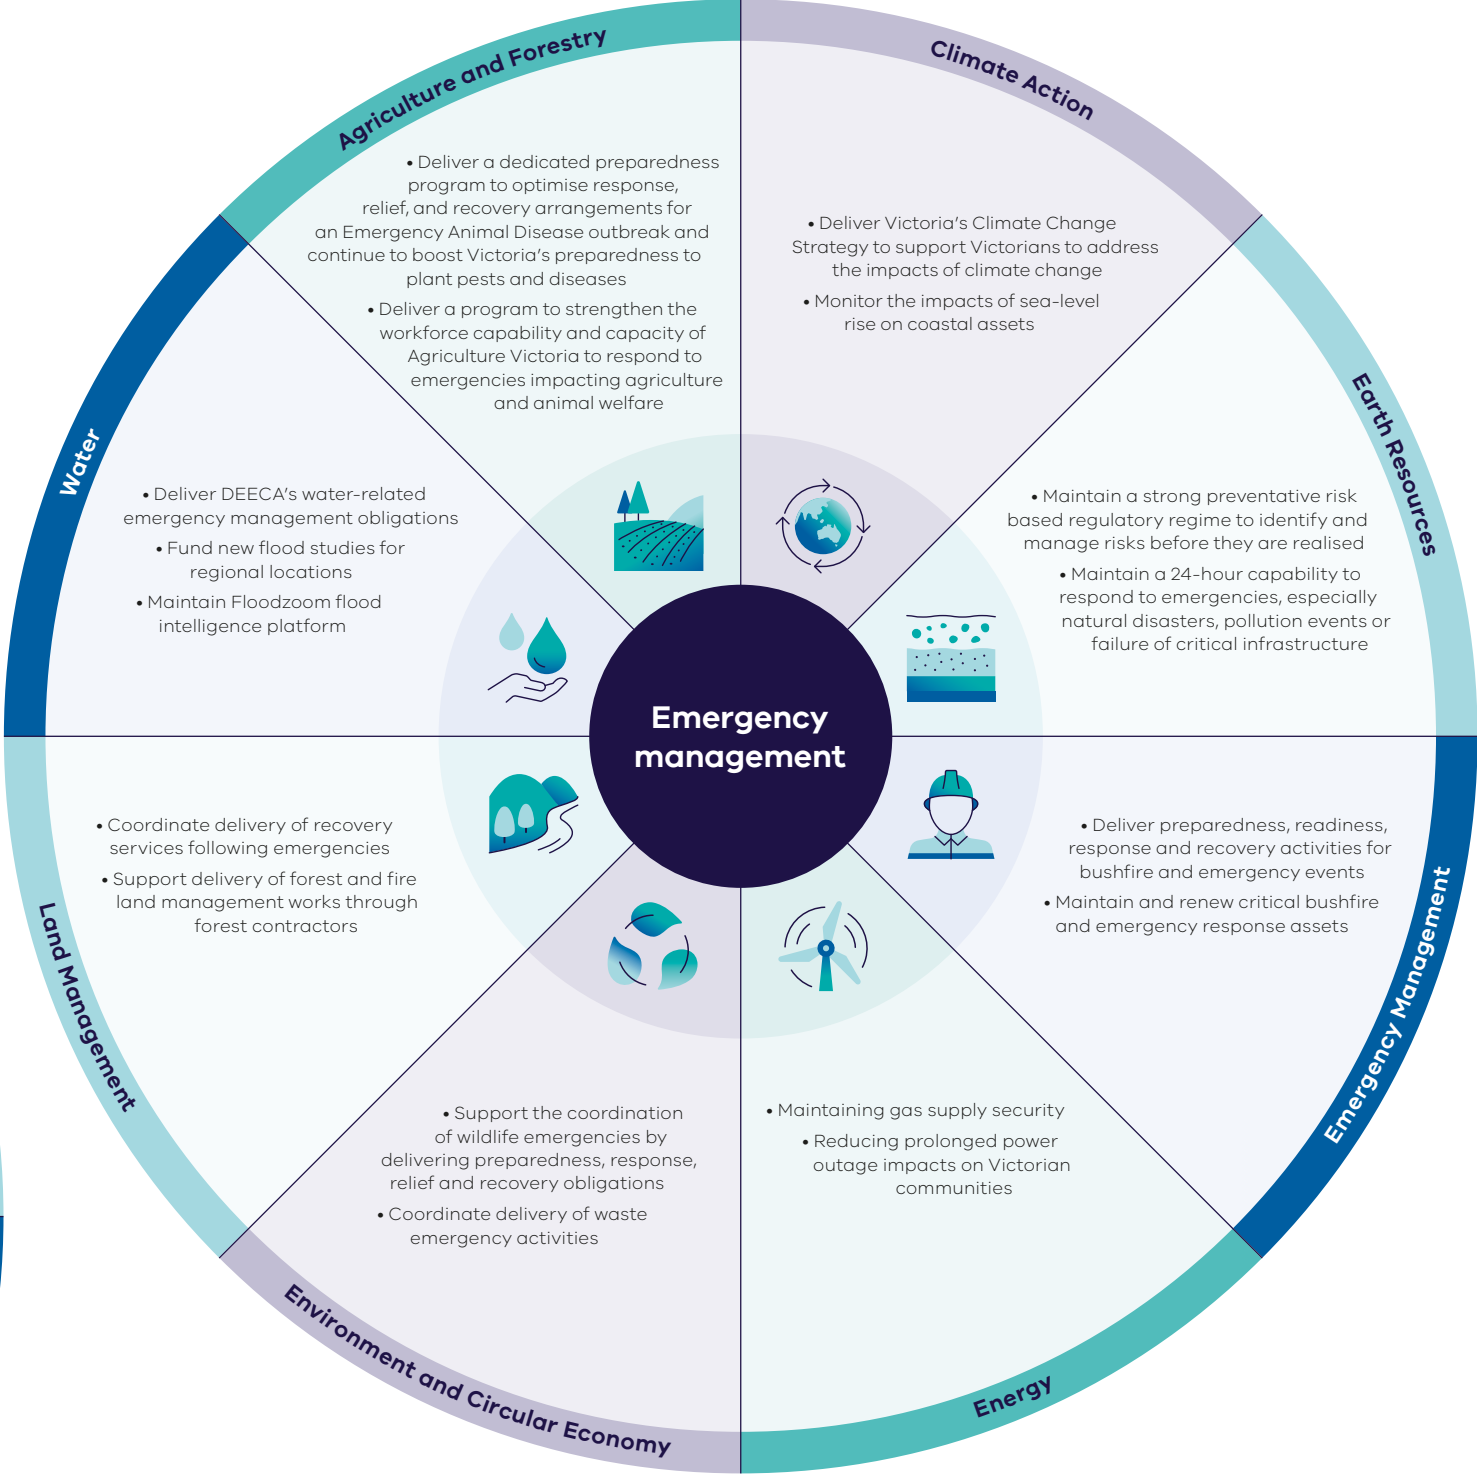 Agriculture and Forestry
• Deliver a dedicated preparedness
program to optimise response,
relief, and recovery arrangements for
an Emergency Animal Disease outbreak and
continue to boost Victoria's preparedness to
plant pests and diseases
• Deliver a program to strengthen the
workforce capability and capacity of
Agriculture Victoria to respond to
emergencies impacting agriculture
and animal welfare
Climate Action
• Deliver Victoria's Climate Change
Strategy to support Victorians to address
the impacts of climate change
• Monitor the impacts of sea-level
rise on coastal assets
Earth Resources
• Maintain a strong preventative risk
based regulatory regime to identify and
manage risks before they are realised
• Maintain a 24-hour capability to
respond to emergencies, especially
natural disasters, pollution events or
failure of critical infrastructure
Emergency Management
• Deliver preparedness, readiness,
response and recovery activities for
bushfire and emergency events
• Maintain and renew critical bushfire
and emergency response assets
Energy
• Maintaining gas supply security
• Reducing prolonged power
outage impacts on Victorian
communities
Environment and Circular Economy
• Support the coordination
of wildlife emergencies by
delivering preparedness, response,
relief and recovery obligations
• Coordinate delivery of waste
emergency activities
Land Management
• Coordinate delivery of recovery
services following emergencies
• Support delivery of forest and fire
land management works through
forest contractors
Water
• Deliver DEECA's water-related
emergency management obligations
• Fund new flood studies for
regional locations
• Maintain Floodzoom flood
intelligence platform
Emergency
management